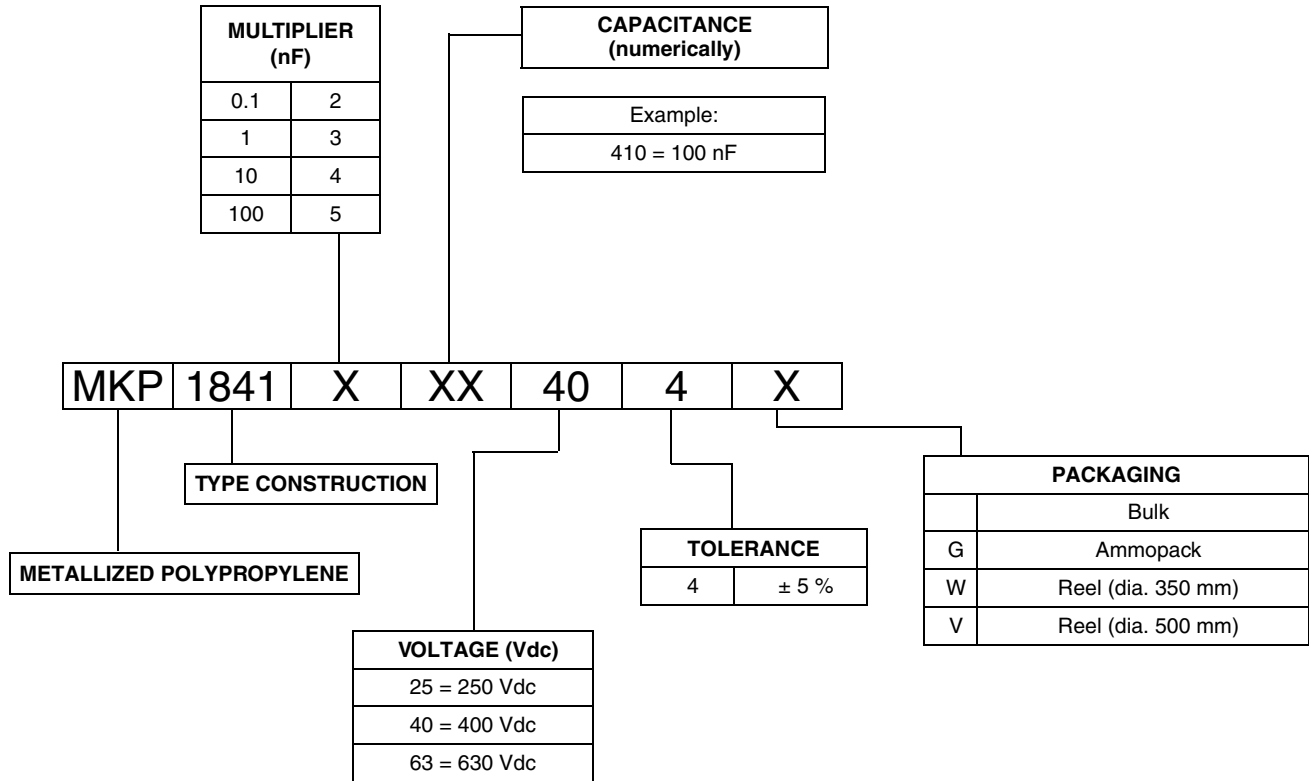 MULTIPLIER
(nF)
0.1 2
1 3
10 4
100 5
CAPACITANCE
(numerically)
Example:
410 = 100 nF
MKP 1841 X XX 40 4 X
TYPE CONSTRUCTION
METALLIZED POLYPROPYLENE
VOLTAGE (Vdc)
25 = 250 Vdc
40 = 400 Vdc
63 = 630 Vdc
TOLERANCE
4 ± 5 %
PACKAGING
Bulk
G Ammopack
W Reel (dia. 350 mm)
V Reel (dia. 500 mm)